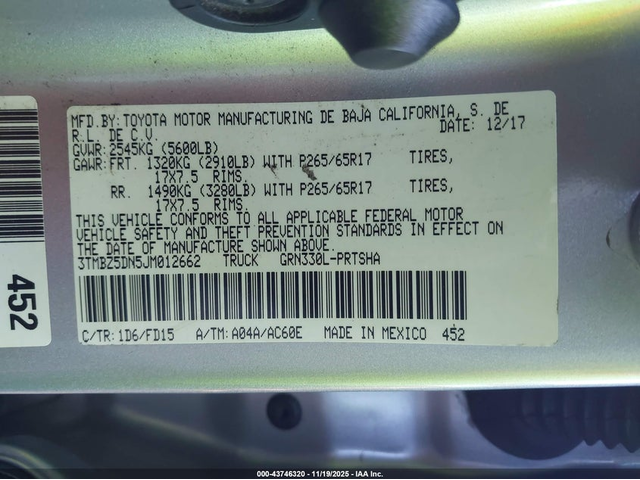 MFD.BY:TOYOTA MOTOR MANUFACTURING DE BAJA CALIFORNIA, S. DE
R.L. DE C.V. DATE: 12/17
GVWR:2545KG (5600LB)
GAWR:FRT. 1320KG (2910LB) WITH P265/65R17 TIRES,
17X7.5 RIMS,
RR. 1490KG (3280LB) WITH P265/65R17 TIRES,
17X7.5 RIMS.
THIS VEHICLE CONFORMS TO ALL APPLICABLE FEDERAL MOTOR
VEHICLE SAFETY AND THEFT PREVENTION STANDARDS IN EFFECT ON
THE DATE OF MANUFACTURE SHOWN ABOVE.
3TMBZ5DN5JM012662 TRUCK GRN330L-PRTSHA
C/TR:1D6/FD15 A/TM:A04A/AC60E MADE IN MEXICO 452
452
000-43746320 - 11/19/2025 - IAA Inc.